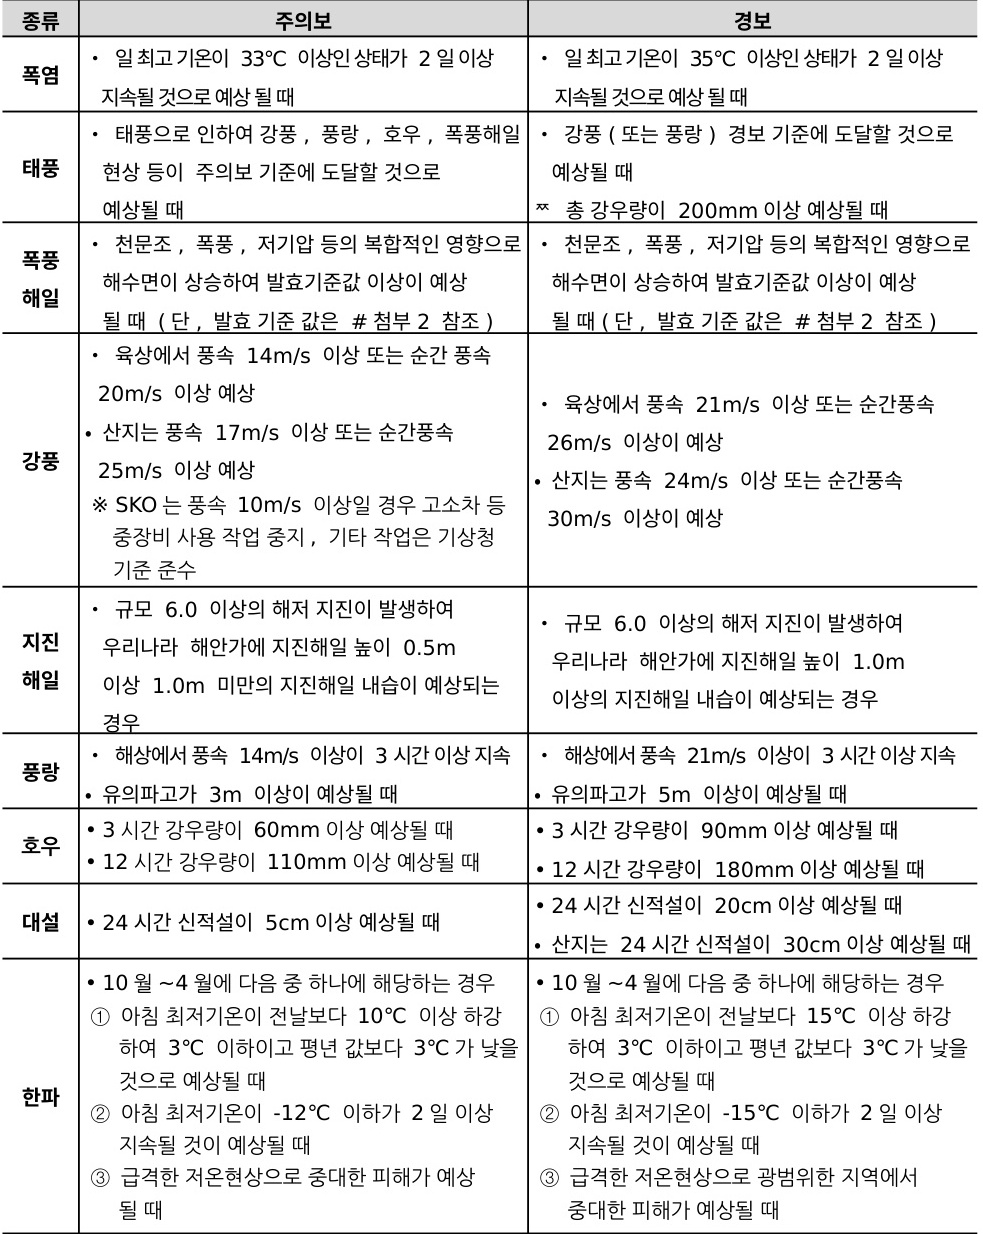 종류 주의보 경보
폭염
• 일 최고 기온이 33℃ 이상인 상태가 2 일 이상
지속될 것으로 예상 될 때
• 일 최고 기온이 35℃ 이상인 상태가 2 일 이상
지속될 것으로 예상 될 때
태풍
• 태풍으로 인하여 강풍 , 풍랑 , 호우 , 폭풍해일
현상 등이 주의보 기준에 도달할 것으로
예상될 때
• 강풍 ( 또는 풍랑 ) 경보 기준에 도달할 것으로
예상될 때
※ 총 강우량이 200mm 이상 예상될 때
폭풍
해일
• 천문조 , 폭풍 , 저기압 등의 복합적인 영향으로
해수면이 상승하여 발효기준값 이상이 예상
될 때 ( 단 , 발효 기준 값은 # 첨부 2 참조 )
• 천문조 , 폭풍 , 저기압 등의 복합적인 영향으로
해수면이 상승하여 발효기준값 이상이 예상
될 때 ( 단 , 발효 기준 값은 # 첨부 2 참조 )
강풍
• 육상에서 풍속 14m/s 이상 또는 순간 풍속
20m/s 이상 예상
• 산지는 풍속 17m/s 이상 또는 순간풍속
25m/s 이상 예상
※ SKO 는 풍속 10m/s 이상일 경우 고소차 등
중장비 사용 작업 중지 , 기타 작업은 기상청
기준 준수
• 육상에서 풍속 21m/s 이상 또는 순간풍속
26m/s 이상이 예상
• 산지는 풍속 24m/s 이상 또는 순간풍속
30m/s 이상이 예상
지진
해일
• 규모 6.0 이상의 해저 지진이 발생하여
우리나라 해안가에 지진해일 높이 0.5m
이상 1.0m 미만의 지진해일 내습이 예상되는
경우
• 규모 6.0 이상의 해저 지진이 발생하여
우리나라 해안가에 지진해일 높이 1.0m
이상의 지진해일 내습이 예상되는 경우
풍랑
• 해상에서 풍속 14m/s 이상이 3 시간 이상 지속
• 유의파고가 3m 이상이 예상될 때
• 해상에서 풍속 21m/s 이상이 3 시간 이상 지속
• 유의파고가 5m 이상이 예상될 때
호우
• 3 시간 강우량이 60mm 이상 예상될 때
• 12 시간 강우량이 110mm 이상 예상될 때
• 3 시간 강우량이 90mm 이상 예상될 때
• 12 시간 강우량이 180mm 이상 예상될 때
대설
• 24 시간 신적설이 5cm 이상 예상될 때
• 24 시간 신적설이 20cm 이상 예상될 때
• 산지는 24 시간 신적설이 30cm 이상 예상될 때
한파
• 10 월 ~4 월에 다음 중 하나에 해당하는 경우
① 아침 최저기온이 전날보다 10℃ 이상 하강
하여 3℃ 이하이고 평년 값보다 3℃ 가 낮을
것으로 예상될 때
② 아침 최저기온이 -12℃ 이하가 2 일 이상
지속될 것이 예상될 때
③ 급격한 저온현상으로 중대한 피해가 예상
될 때
• 10 월 ~4 월에 다음 중 하나에 해당하는 경우
① 아침 최저기온이 전날보다 15℃ 이상 하강
하여 3℃ 이하이고 평년 값보다 3℃ 가 낮을
것으로 예상될 때
② 아침 최저기온이 -15℃ 이하가 2 일 이상
지속될 것이 예상될 때
③ 급격한 저온현상으로 광범위한 지역에서
중대한 피해가 예상될 때